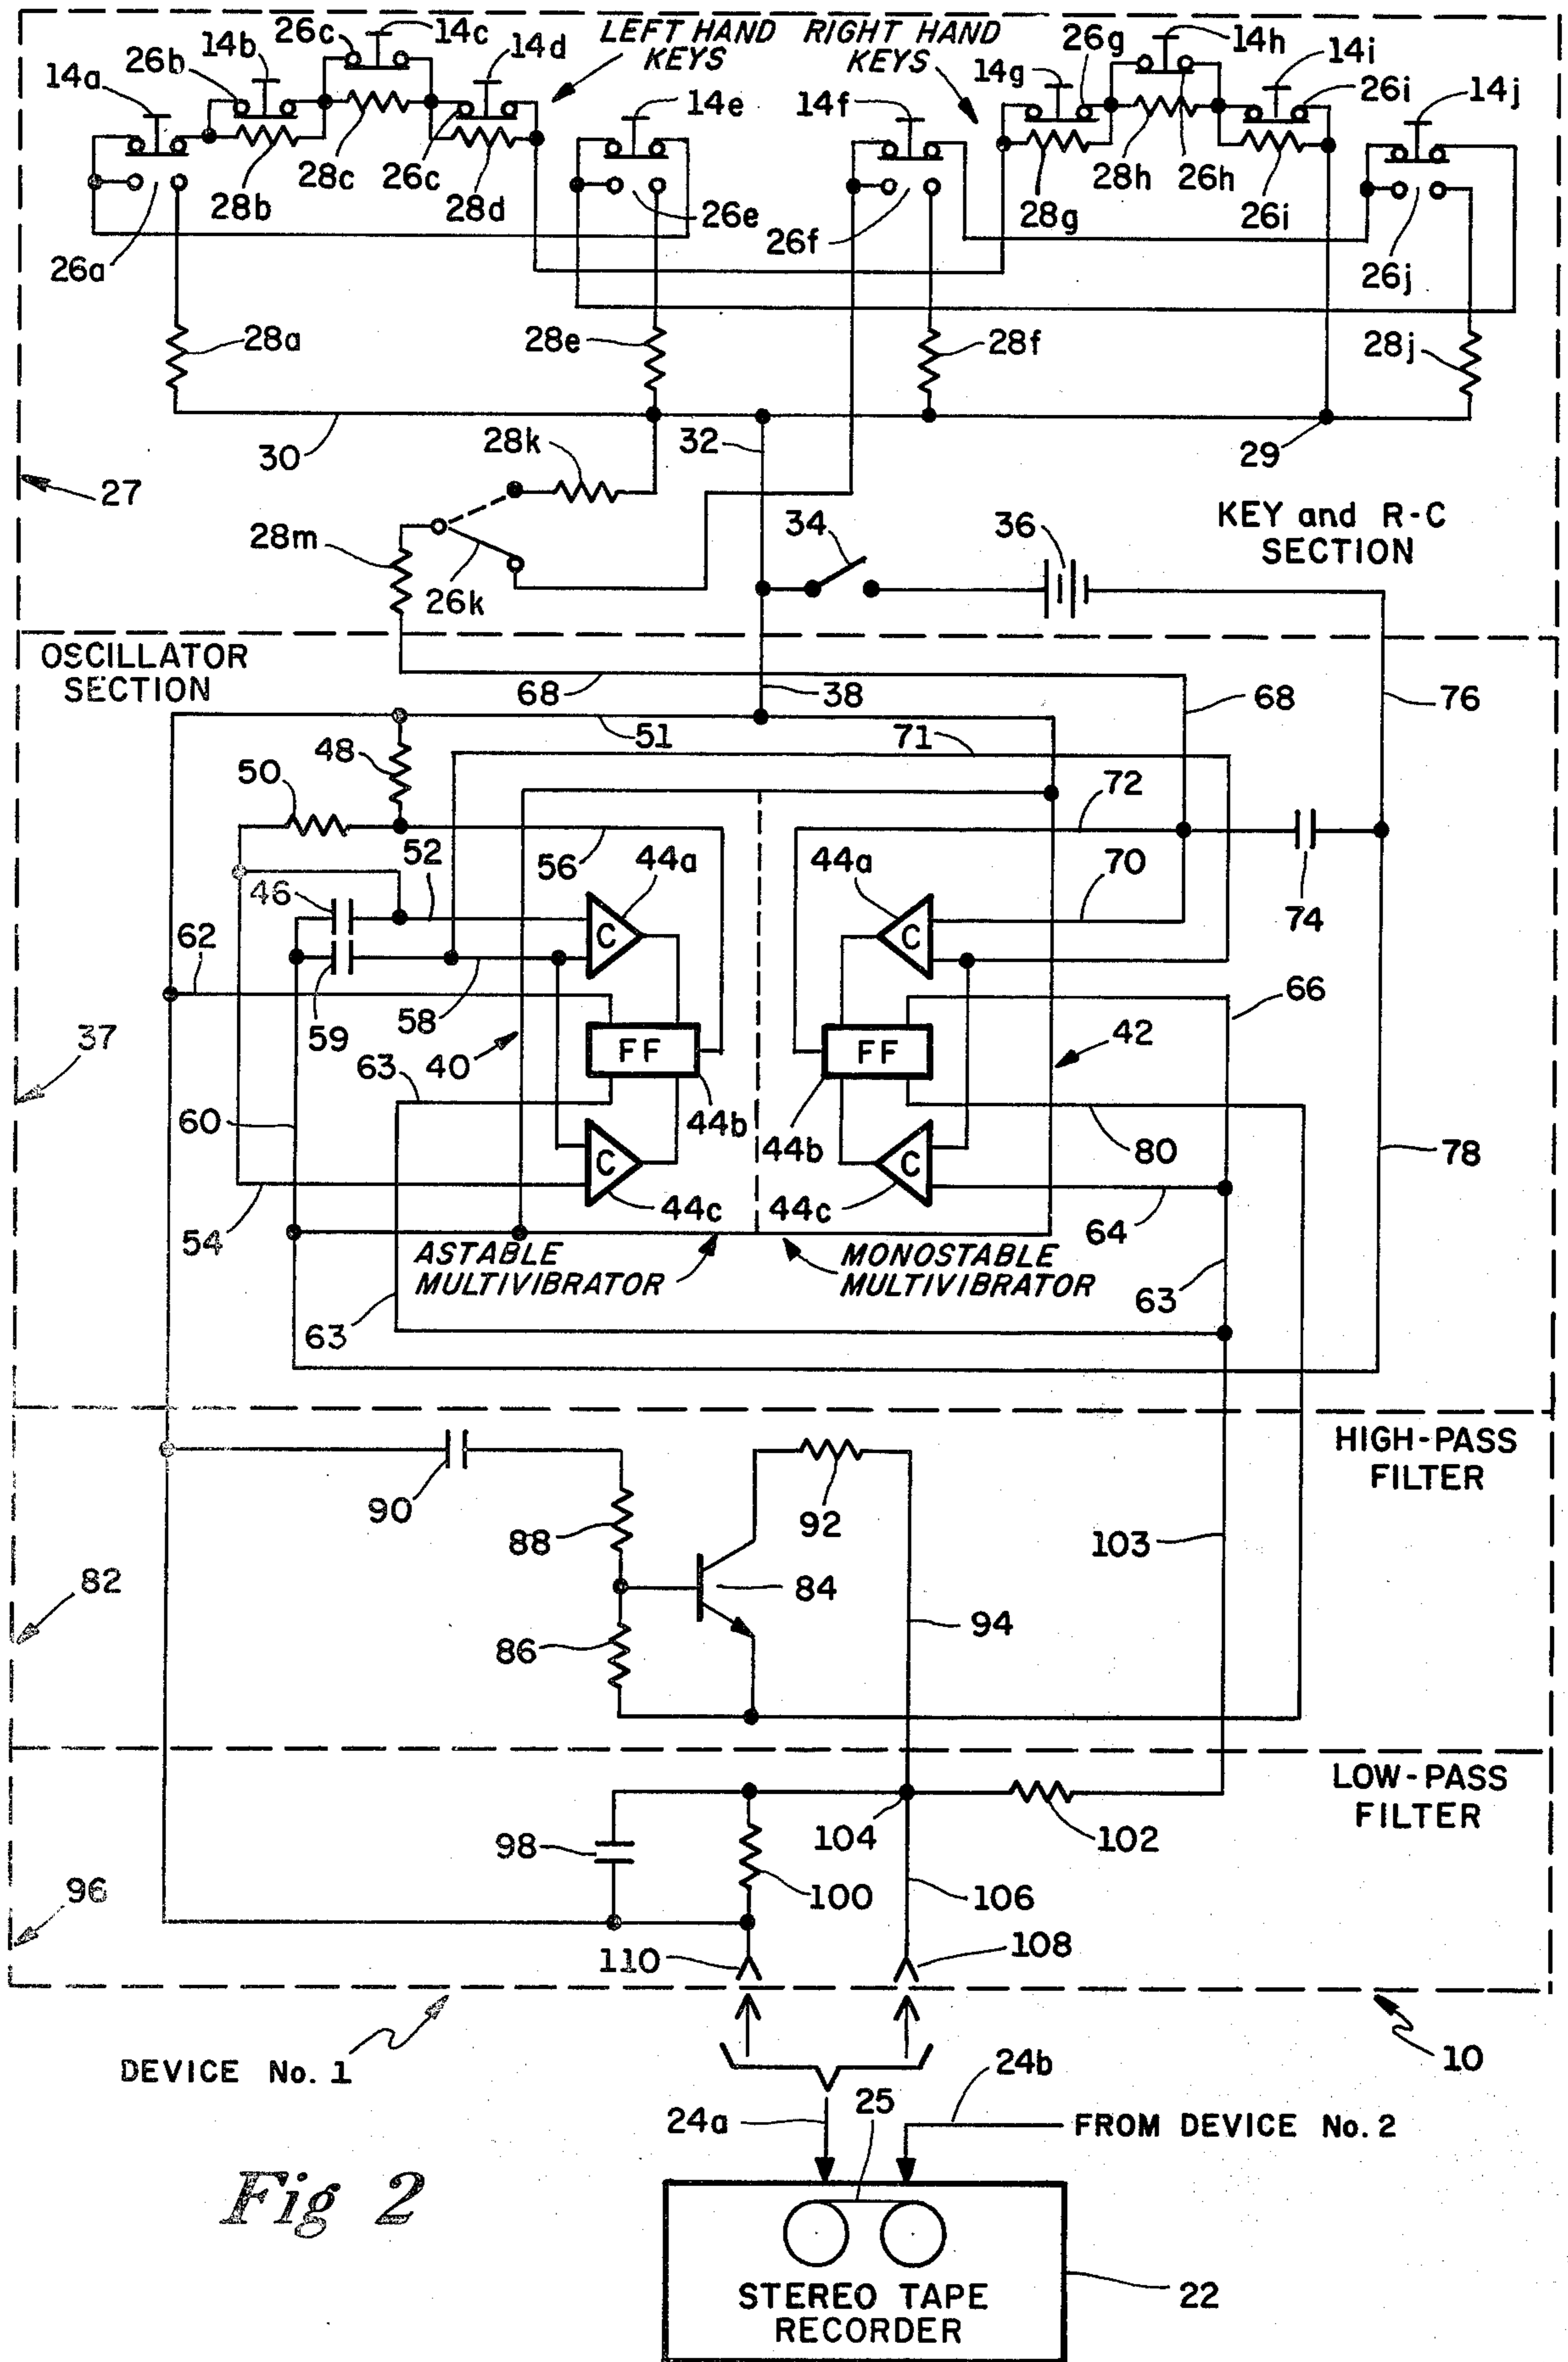 14a
26b
14b
26c
14c
14d
LEFT HAND
KEYS
RIGHT HAND
KEYS
14e
14f
14g
26g
14h
14i
26i
14j
26a
28b
28c
26c
28d
26e
26f
28g
28h
26h
26i
26j
28a
28e
28f
28j
30
28k
32
29
27
28m
26k
34
36
KEY and R-C
SECTION
OSCILLATOR
SECTION
68
38
68
76
51
71
48
50
72
52
56
44a
44a
70
46
C
C
74
62
59
58
66
37
40
FF
FF
42
63
44b
44b
60
80
78
C
C
54
44c
44c
64
ASTABLE
MULTIVIBRATOR
MONOSTABLE
MULTIVIBRATOR
63
63
HIGH-PASS
FILTER
90
92
88
103
82
84
94
86
LOW-PASS
FILTER
98
104
102
96
100
106
110
108
DEVICE No. 1
10
24b
24a
25
FROM DEVICE No. 2
Fig 2
STEREO TAPE
RECORDER
22